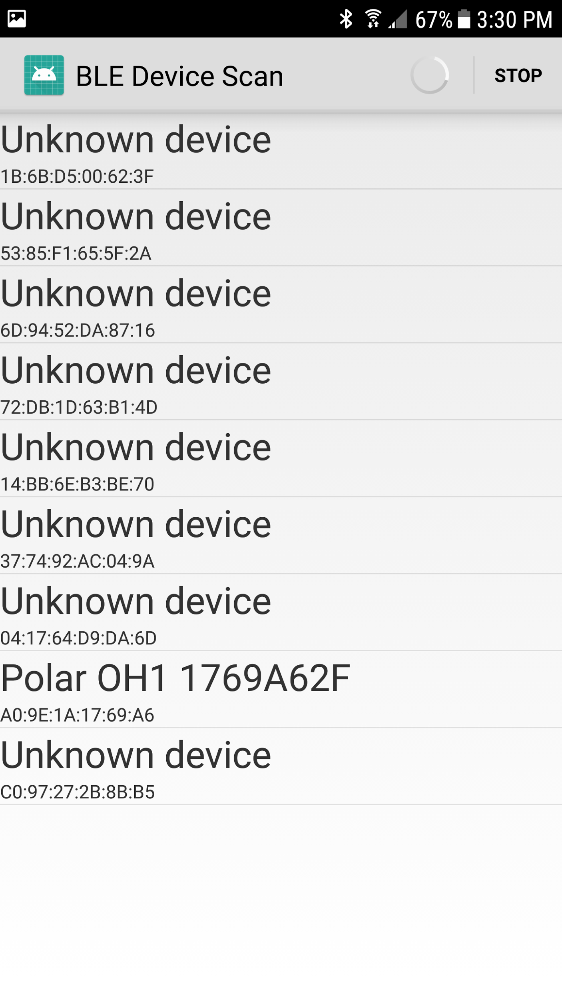 67% 3:30 PM
BLE Device Scan STOP
Unknown device
1B:6B:D5:00:62:3F
Unknown device
53:85:F1:65:5F:2A
Unknown device
6D:94:52:DA:87:16
Unknown device
72:DB:1D:63:B1:4D
Unknown device
14:BB:6E:B3:BE:70
Unknown device
37:74:92:AC:04:9A
Unknown device
04:17:64:D9:DA:6D
Polar OH1 1769A62F
A0:9E:1A:17:69:A6
Unknown device
C0:97:27:2B:8B:B5